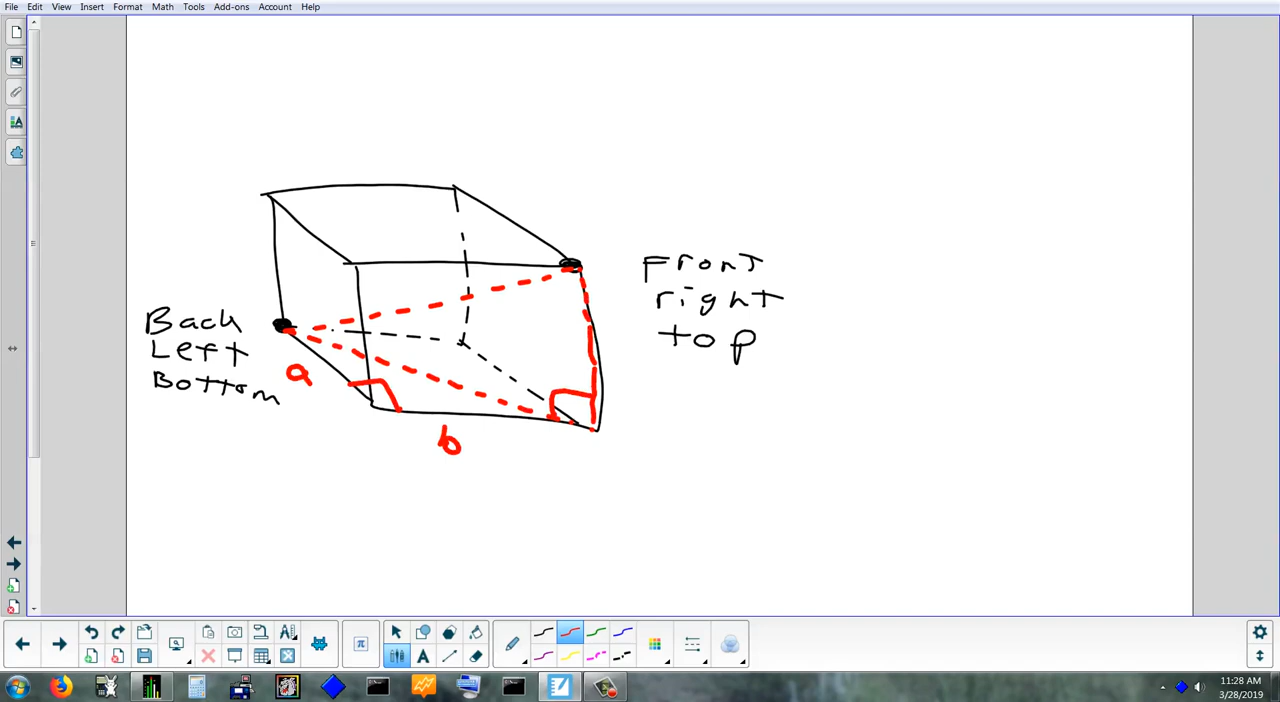 File Edit View Insert Format Math Tools Add-ons Account Help
Back
Left
Bottom
Front
right
top
a
b
π
A
11:28 AM
3/28/2019